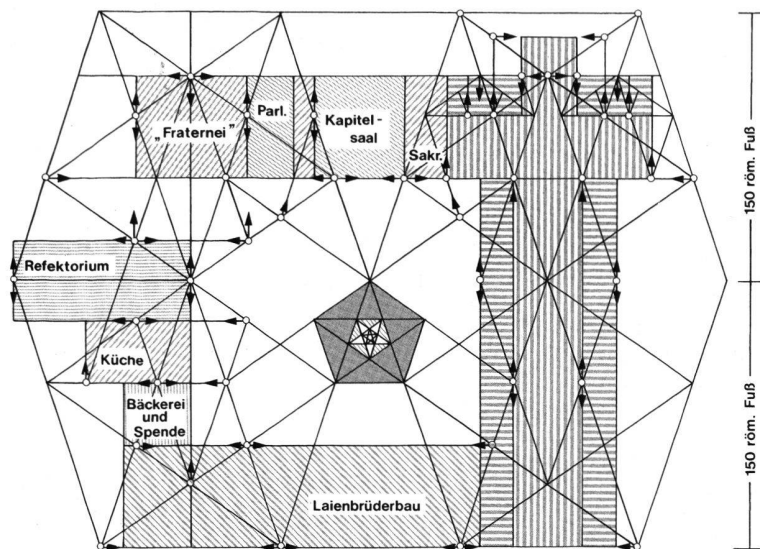 „Fraternei"
Parl.
Kapitel-
saal
Sakr.
Refektorium
Küche
Bäckerei
und
Spende
Laienbrüderbau
150 röm. Fuß
150 röm. Fuß